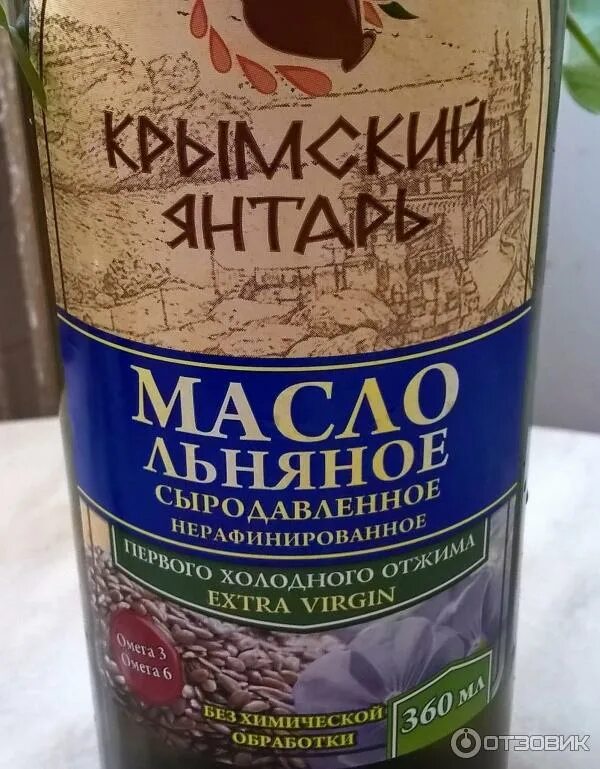 КРЫМСКИЙ
ЯНТАРЬ
МАСЛО
ЛЬНЯНОЕ
СЫРОДАВЛЕННОЕ
НЕРАФИНИРОВАННОЕ
ПЕРВОГО ХОЛОДНОГО ОТЖИМА
EXTRA VIRGIN
Омега 3
Омега 6
БЕЗ ХИМИЧЕСКОЙ
ОБРАБОТКИ
360 МЛ
ОТЗОВИК